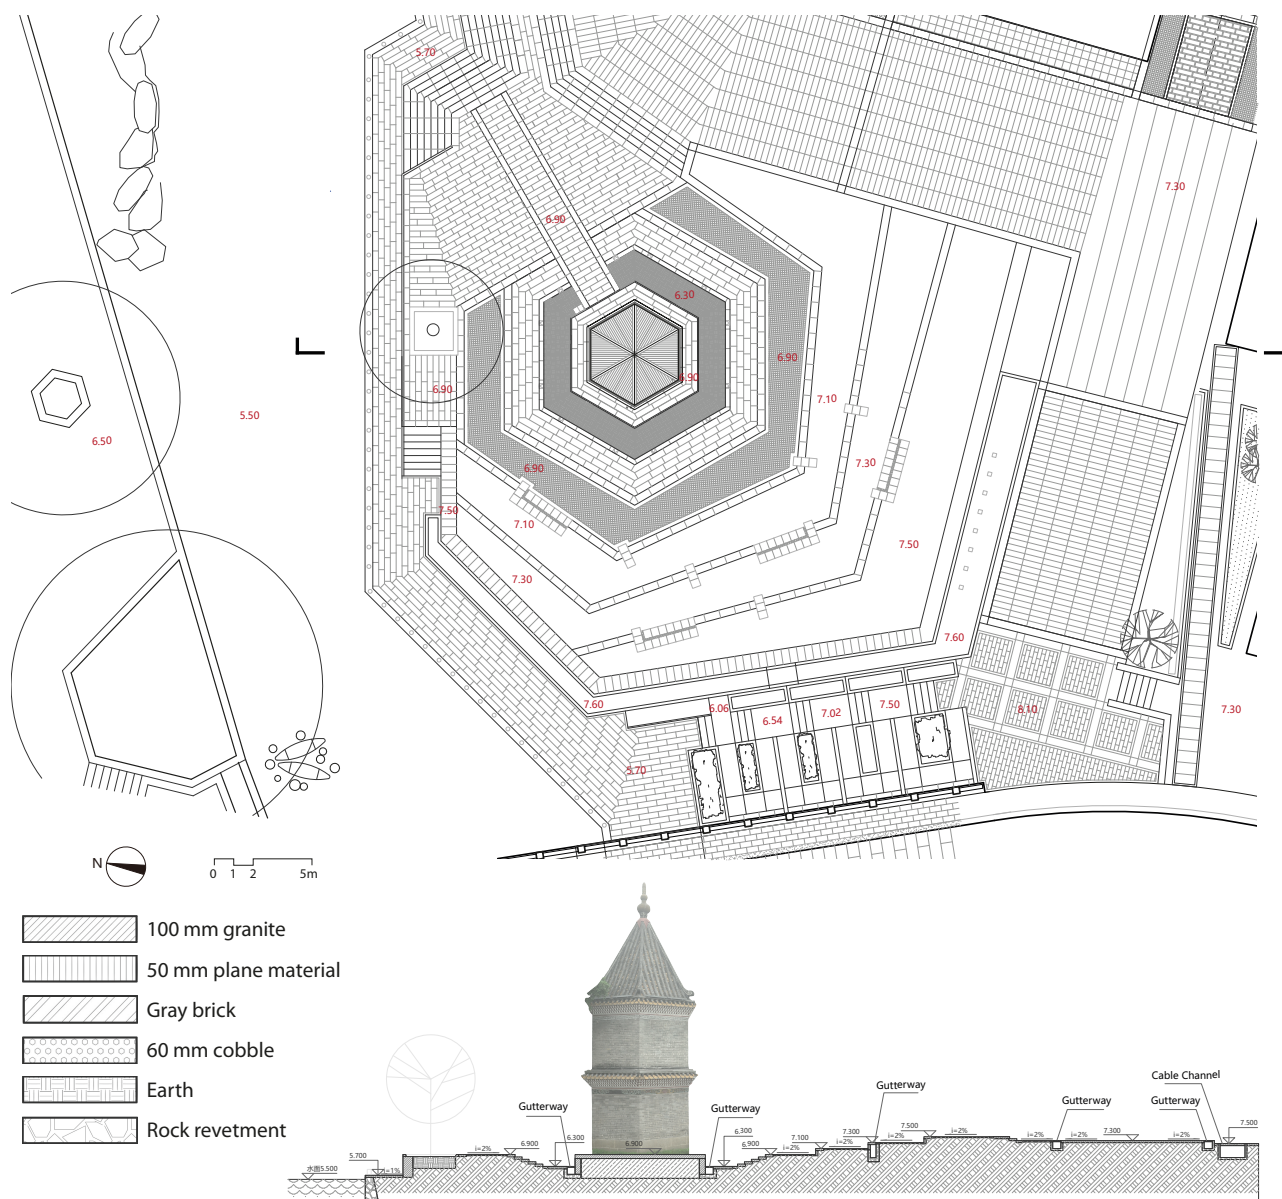 5.70
7.30
6.90
6.30
6.90
6.90
6.90
7.10
5.50
6.50
7.30
6.90
7.50
7.10
7.50
7.30
7.60
7.60
6.06
6.54
7.02
7.50
8.10
7.30
5.70
N
0 1 2 5m
100 mm granite
50 mm plane material
Gray brick
60 mm cobble
Earth
Rock revetment
Cable Channel
Gutterway
Gutterway
Gutterway
Gutterway
Gutterway
水面5.500
5.700
i=1%
i=2%
6.900
6.300
6.900
6.300
6.900
i=2%
7.100
i=2%
7.300
i=2%
7.500
i=2%
i=2%
i=2%
7.300
i=2%
7.500